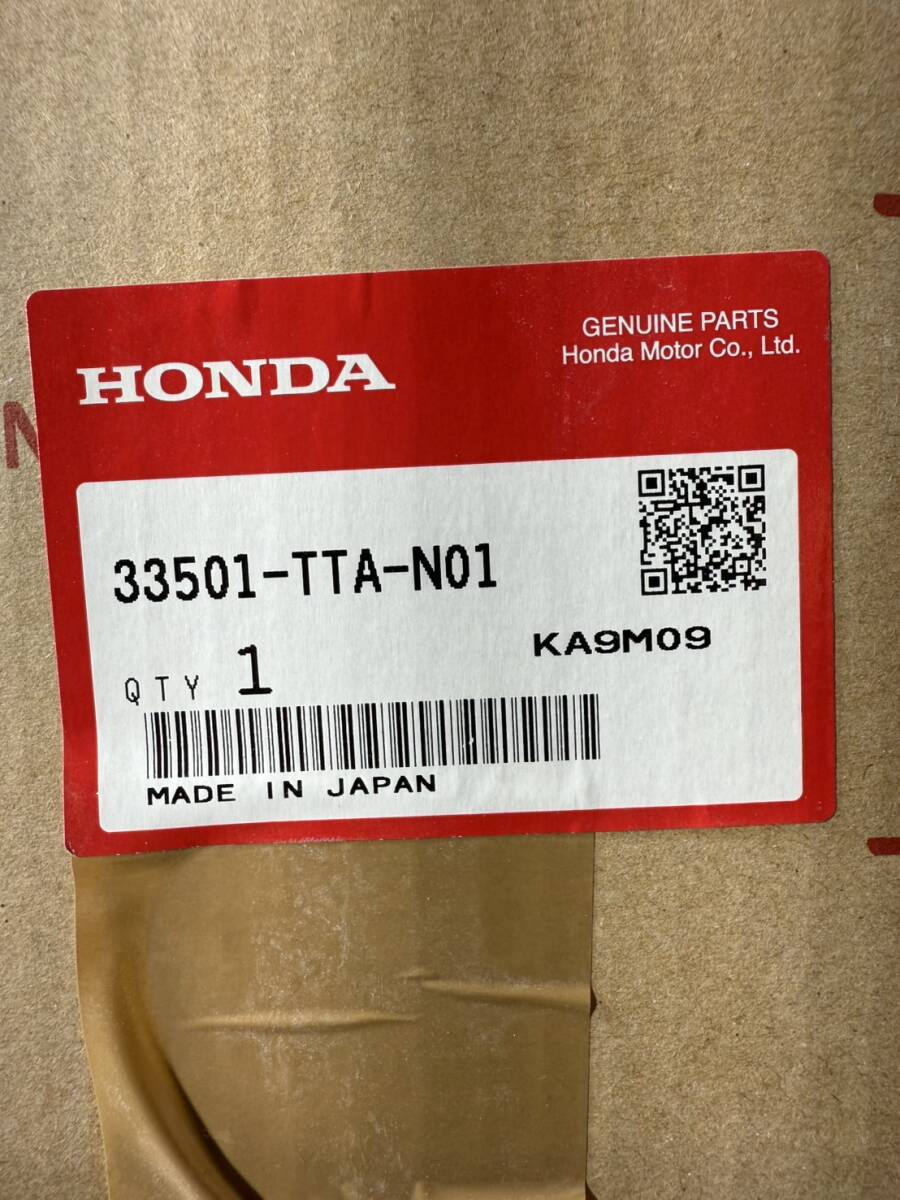 HONDA
GENUINE PARTS
Honda Motor Co., Ltd.
33501-TTA-N01
KA9M09
QTY 1
MADE IN JAPAN